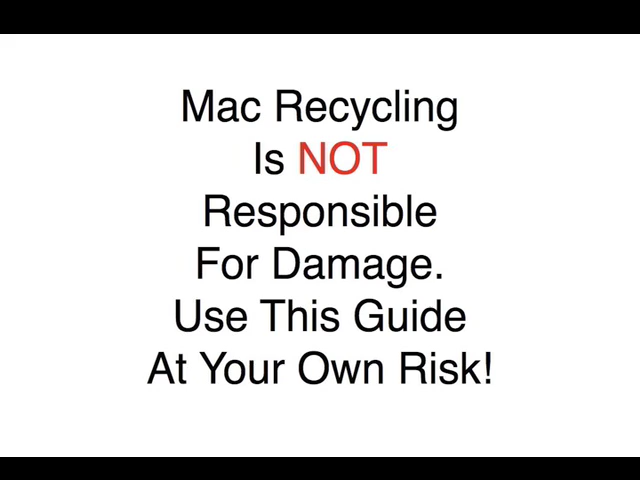 Mac Recycling
Is NOT
Responsible
For Damage.
Use This Guide
At Your Own Risk!